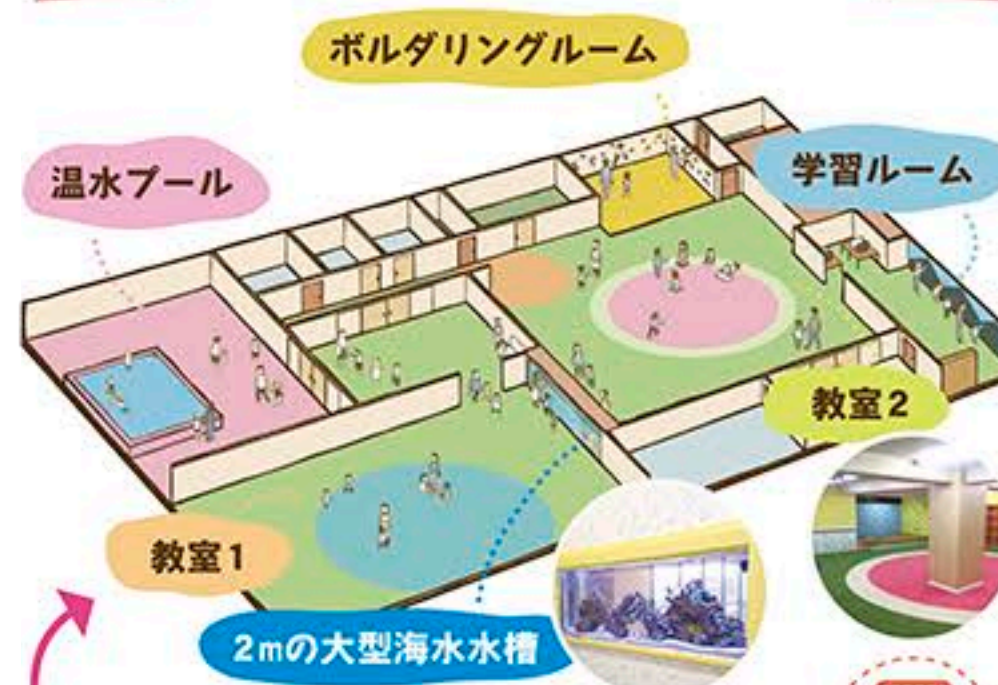 ボルダリングルーム
温水プール
学習ルーム
教室2
教室1
2mの大型海水水槽